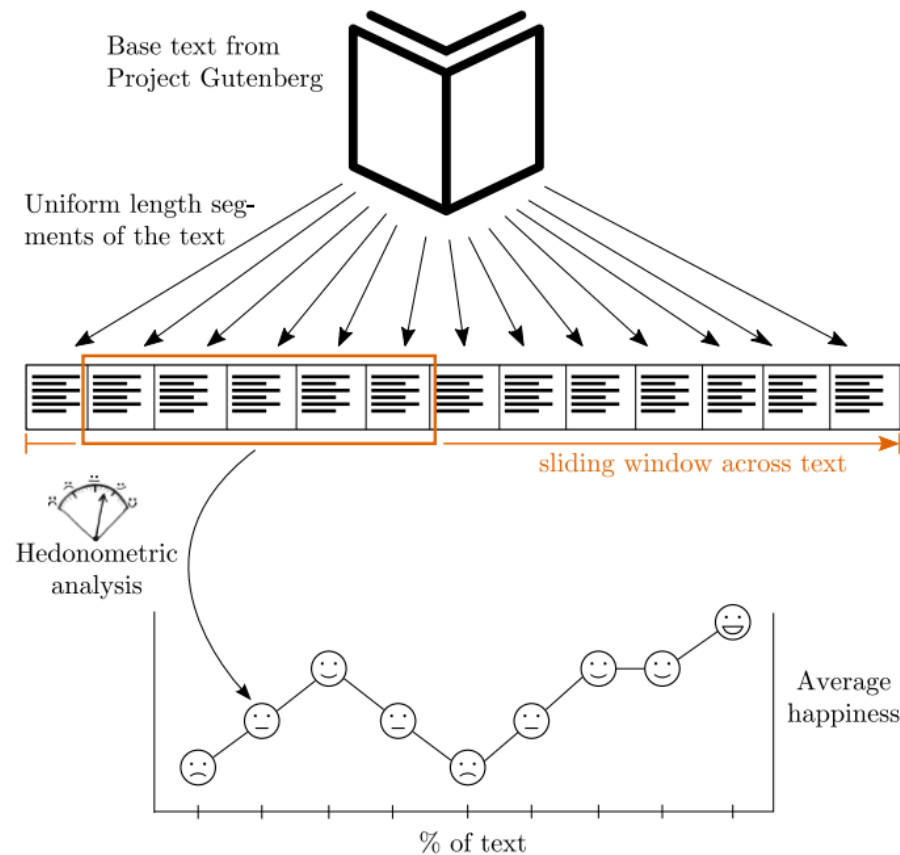 Base text from
Project Gutenberg
Uniform length seg-
ments of the text
sliding window across text
Hedonometric
analysis
Average
happiness
% of text